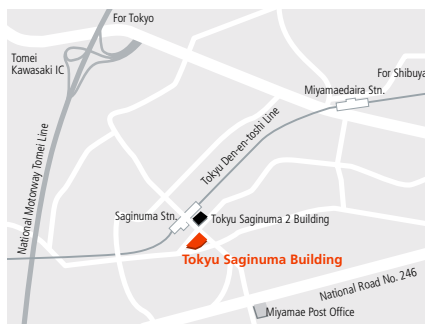 For Tokyo
Tomei
Kawasaki IC
For Shibuya
Miyamaedaira Stn.
Tokyu Den-en-toshi Line
National Motorway Tomei Line
Saginuma Stn.
Tokyu Saginuma 2 Building
Tokyu Saginuma Building
National Road No. 246
Miyamae Post Office